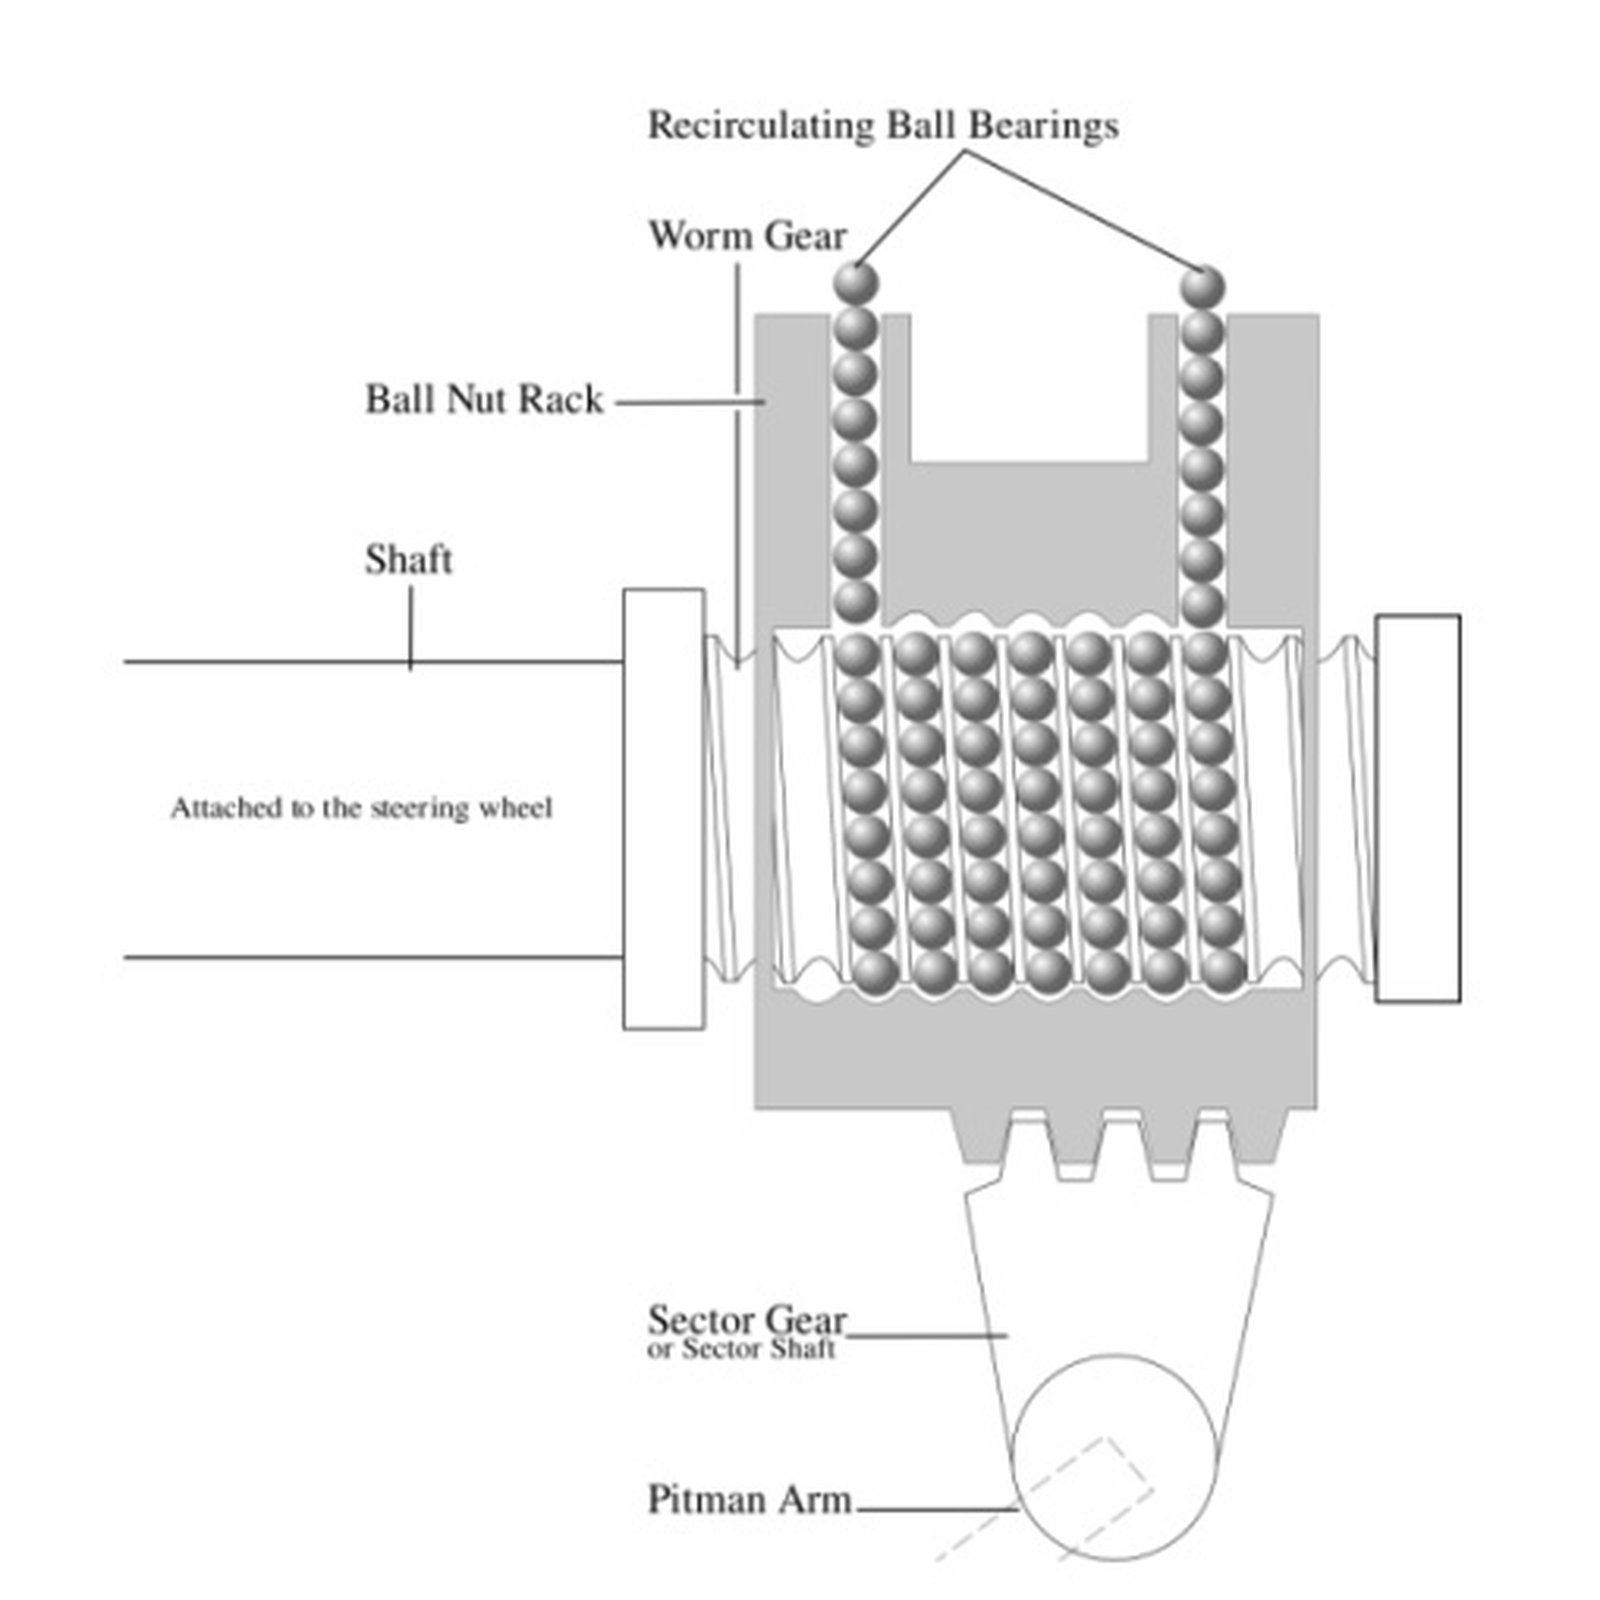 Recirculating Ball Bearings
Worm Gear
Ball Nut Rack
Shaft
Attached to the steering wheel
Sector Gear
or Sector Shaft
Pitman Arm